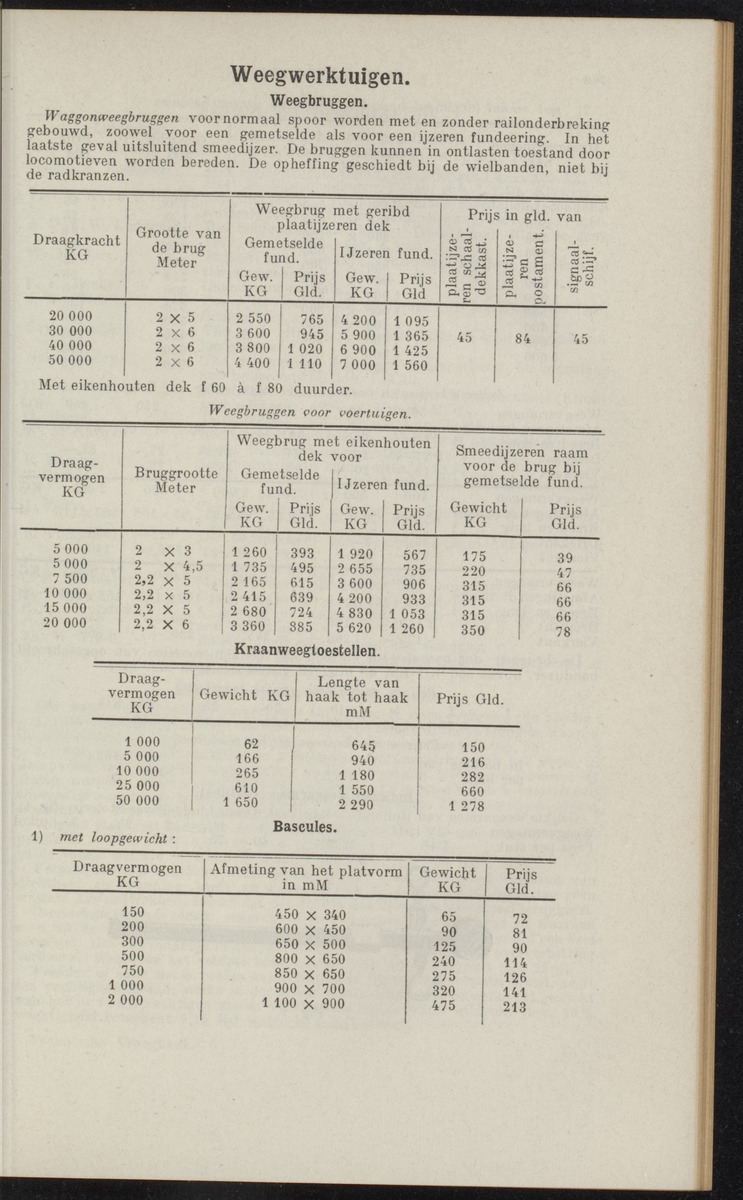 Weegwerktuigen.
Weegbruggen.
Waggonweegbruggen voor normaal spoor worden met en zonder railonderbreking
gebouwd, zoowel voor een gemetselde als voor een ijzeren fundeering. In het
laatste geval uitsluitend smeedijzer. De bruggen kunnen in ontlasten toestand door
locomotieven worden bereden. De opheffing geschiedt bij de wielbanden, niet bij
de radkranzen.
Draagkracht KG | Grootte van de brug Meter | Weegbrug met geribd plaatijzeren dek | Prijs in gld. van
Gemetselde fund. | IJzeren fund. | plaatijzeren schaaldekkast. | plaatijzeren postament. | signaalschijf.
Gew. KG | Prijs Gld. | Gew. KG | Prijs Gld
20 000 | 2 × 5 | 2 550 | 765 | 4 200 | 1 095
30 000 | 2 × 6 | 3 600 | 945 | 5 900 | 1 365 | 45 | 84 | 45
40 000 | 2 × 6 | 3 800 | 1 020 | 6 900 | 1 425
50 000 | 2 × 6 | 4 400 | 1 110 | 7 000 | 1 560
Met eikenhouten dek f 60 à f 80 duurder.
Weegbruggen voor voertuigen.
Draagvermogen KG | Bruggrootte Meter | Weegbrug met eikenhouten dek voor | Smeedijzeren raam voor de brug bij gemetselde fund.
Gemetselde fund. | IJzeren fund.
Gew. KG | Prijs Gld. | Gew. KG | Prijs Gld. | Gewicht KG | Prijs Gld.
5 000 | 2 × 3 | 1 260 | 393 | 1 920 | 567 | 175 | 39
5 000 | 2 × 4,5 | 1 735 | 495 | 2 655 | 735 | 220 | 47
7 500 | 2,2 × 5 | 2 165 | 615 | 3 600 | 906 | 315 | 66
10 000 | 2,2 × 5 | 2 415 | 639 | 4 200 | 933 | 315 | 66
15 000 | 2,2 × 5 | 2 680 | 724 | 4 830 | 1 053 | 315 | 66
20 000 | 2,2 × 6 | 3 360 | 885 | 5 620 | 1 260 | 350 | 78
Kraanweegtoestellen.
Draagvermogen KG | Gewicht KG | Lengte van haak tot haak mM | Prijs Gld.
1 000 | 62 | 645 | 150
5 000 | 166 | 940 | 216
10 000 | 265 | 1 180 | 282
25 000 | 610 | 1 550 | 660
50 000 | 1 650 | 2 290 | 1 278
Bascules.
1) met loopgewicht :
Draagvermogen KG | Afmeting van het platvorm in mM | Gewicht KG | Prijs Gld.
150 | 450 × 340 | 65 | 72
200 | 600 × 450 | 90 | 81
300 | 650 × 500 | 125 | 90
500 | 800 × 650 | 240 | 114
750 | 850 × 650 | 275 | 126
1 000 | 900 × 700 | 320 | 141
2 000 | 1 100 × 900 | 475 | 213